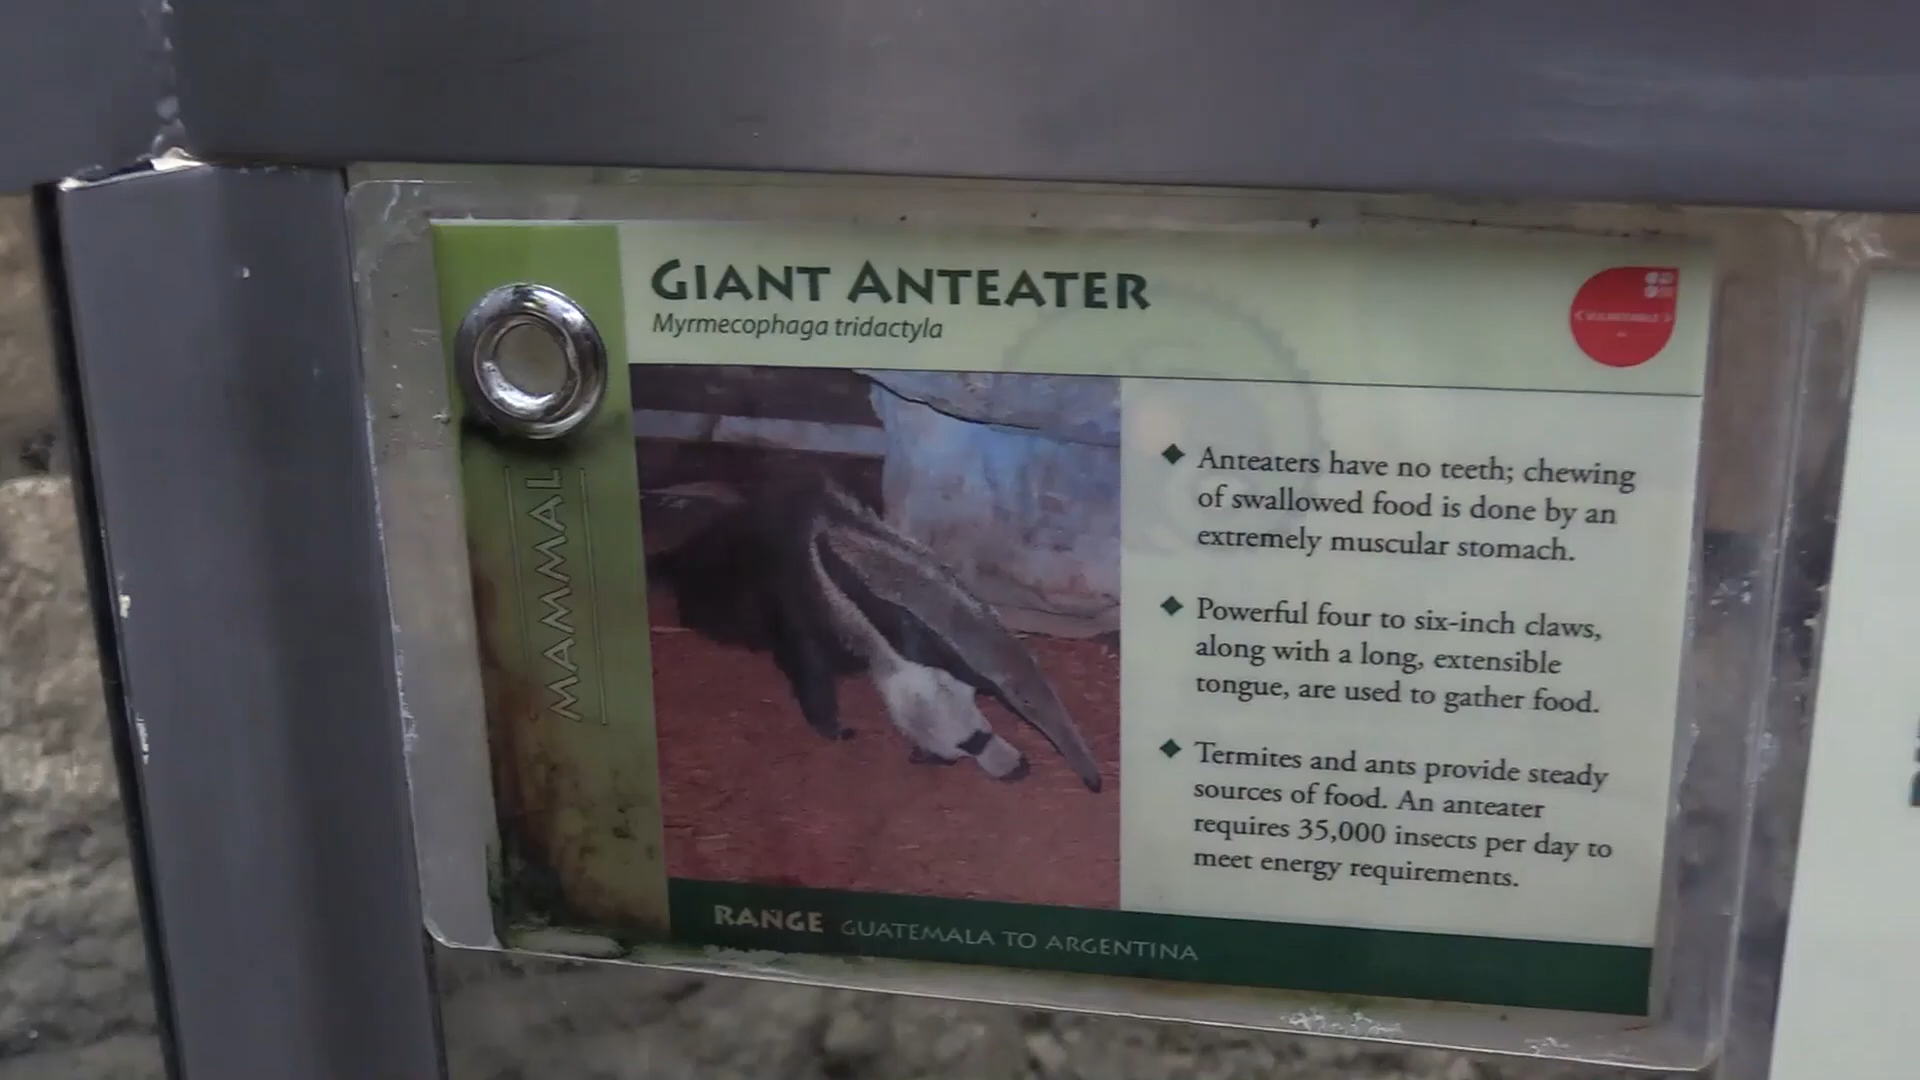 GIANT ANTEATER
Myrmecophaga tridactyla
MAMMAL
Anteaters have no teeth; chewing
of swallowed food is done by an
extremely muscular stomach.
Powerful four to six-inch claws,
along with a long, extensible
tongue, are used to gather food.
Termites and ants provide steady
sources of food. An anteater
requires 35,000 insects per day to
meet energy requirements.
RANGE GUATEMALA TO ARGENTINA